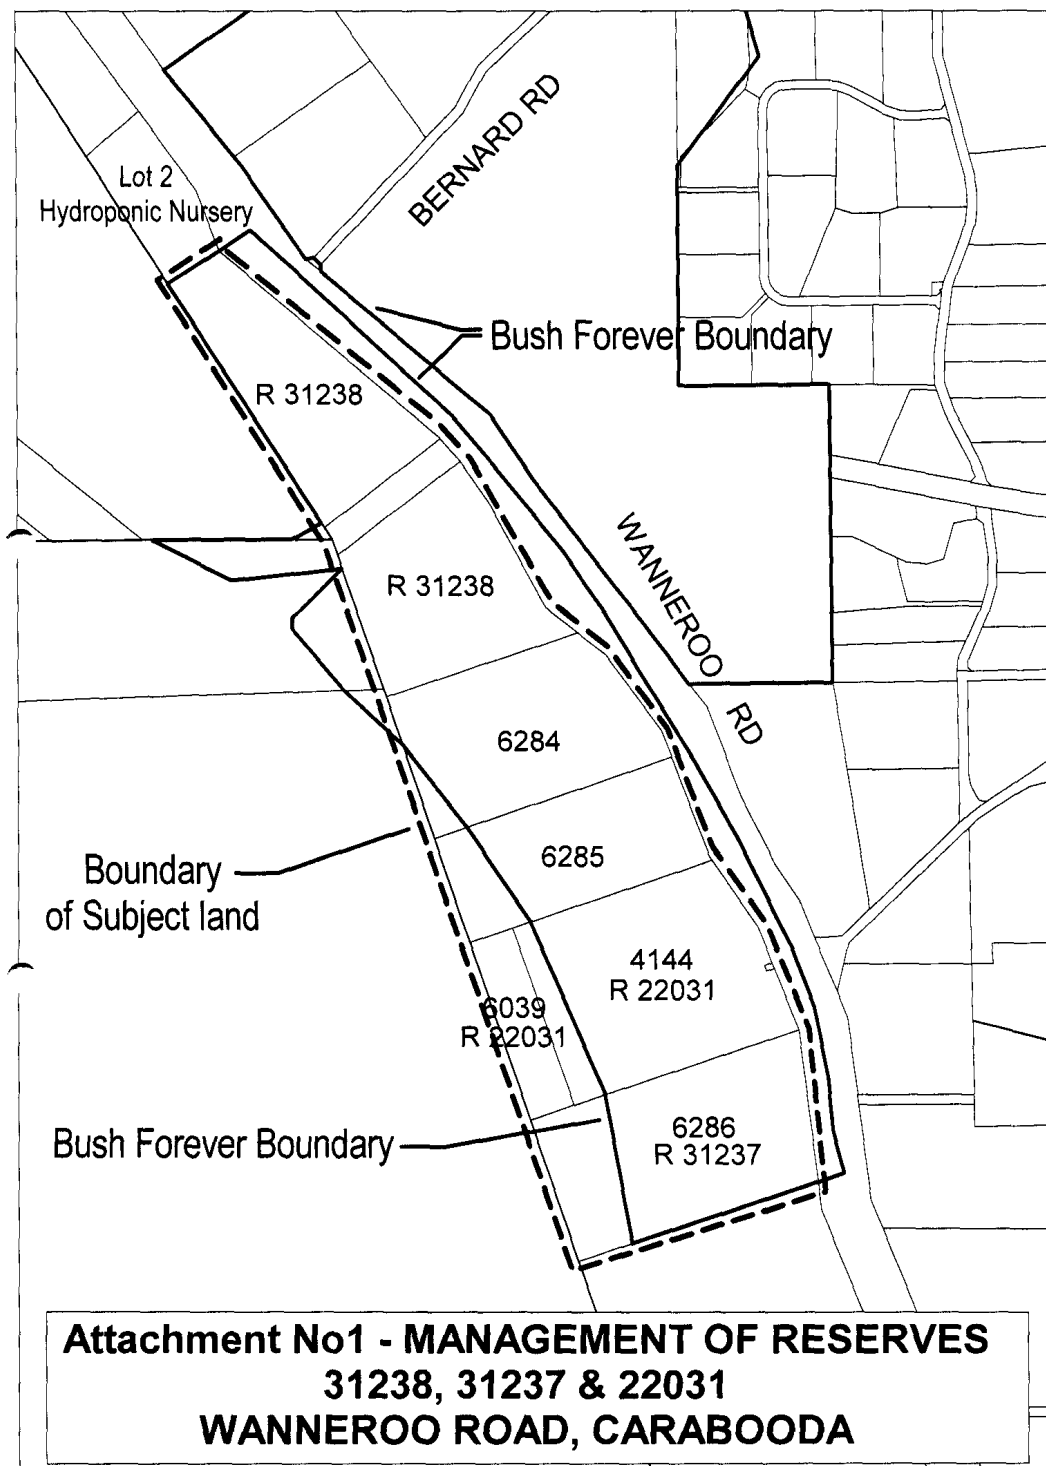 BERNARD RD
Lot 2
Hydroponic Nursery
Bush Forever Boundary
R 31238
WANNEROO RD
R 31238
6284
6285
Boundary
of Subject land
4144
R 22031
6039
R 22031
6286
R 31237
Bush Forever Boundary
Attachment No1 - MANAGEMENT OF RESERVES
31238, 31237 & 22031
WANNEROO ROAD, CARABOODA